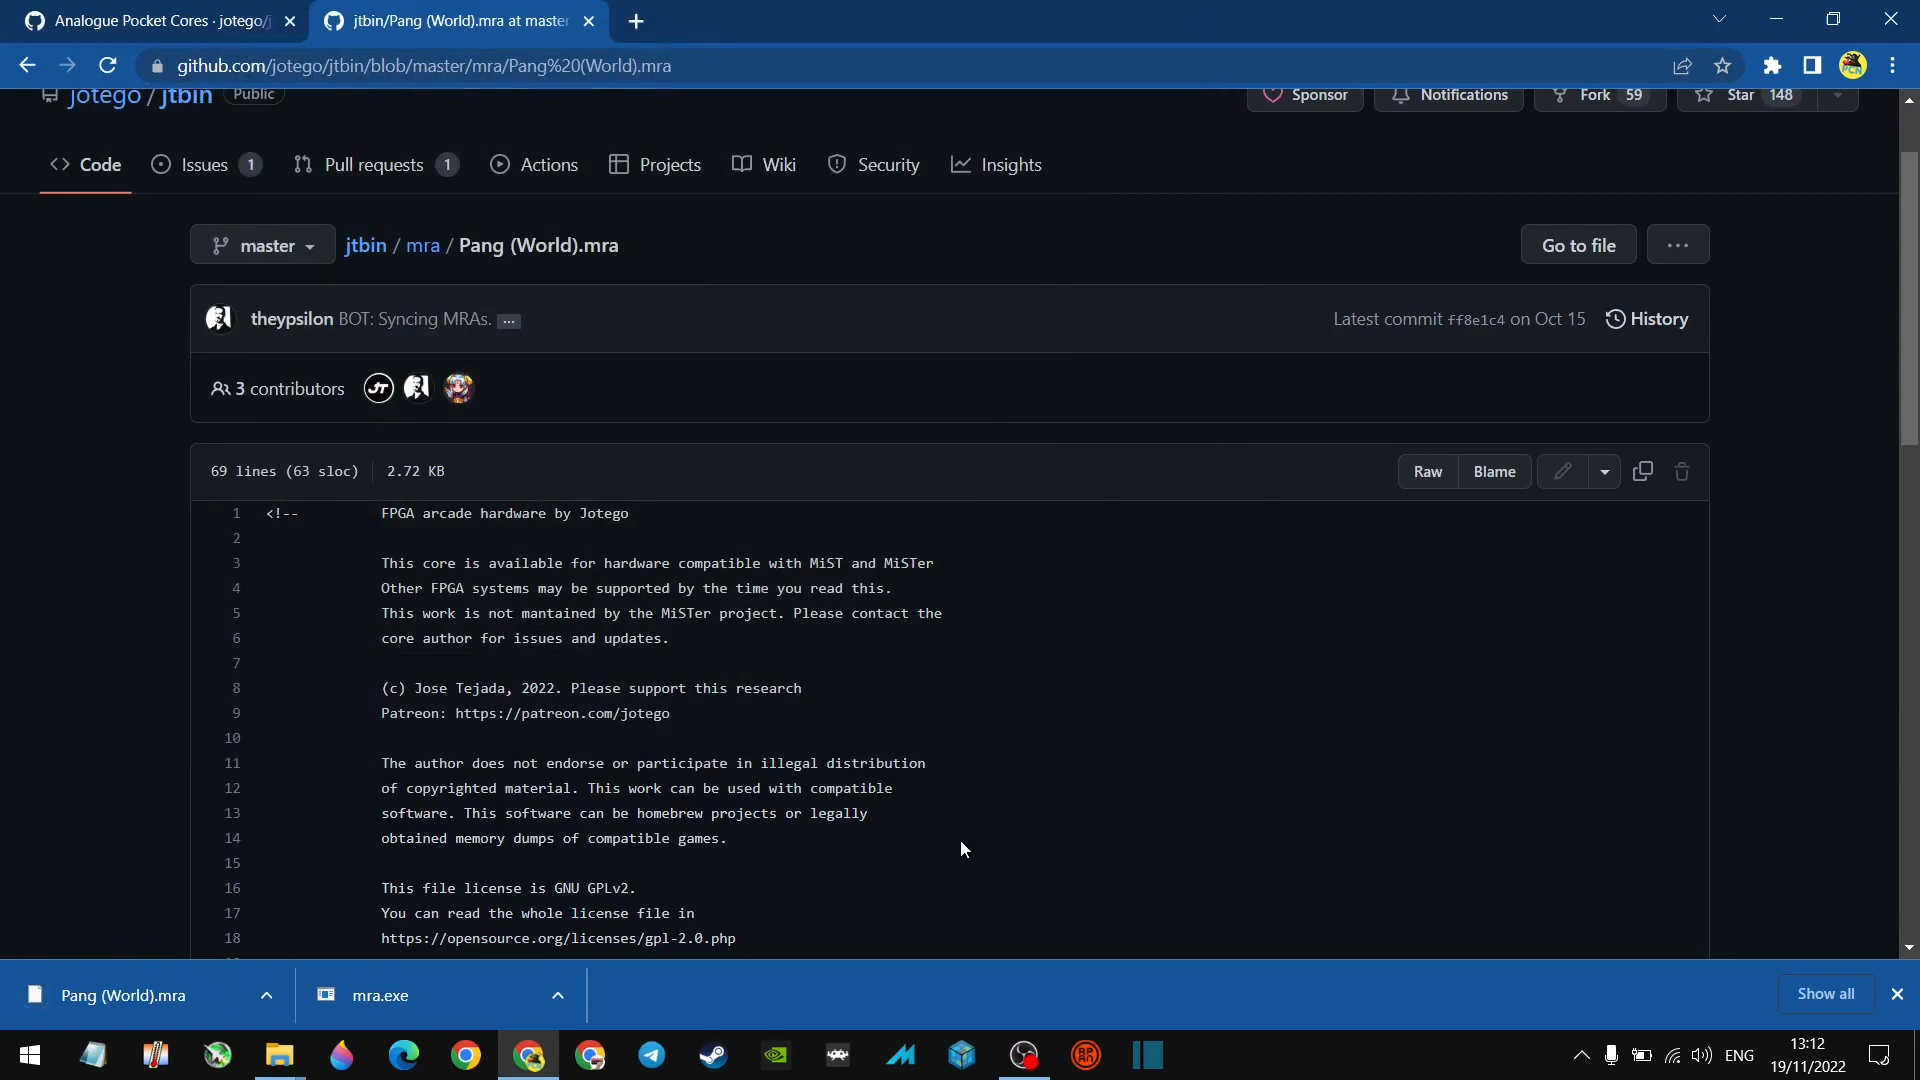 Analogue Pocket Cores · jotego/j
jtbin/Pang (World).mra at master
github.com/jotego/jtbin/blob/master/mra/Pang%20(World).mra
PCN
jotego / jtbin Public
Sponsor
Notifications
Fork 59
Star 148
<> Code
Issues 1
Pull requests 1
Actions
Projects
Wiki
Security
Insights
master
jtbin / mra / Pang (World).mra
Go to file
...
theypsilon BOT: Syncing MRAs. ...
Latest commit ff8e1c4 on Oct 15
History
3 contributors
JT
69 lines (63 sloc)
2.72 KB
Raw
Blame
1 <!-- FPGA arcade hardware by Jotego
2
3 This core is available for hardware compatible with MiST and MiSTer
4 Other FPGA systems may be supported by the time you read this.
5 This work is not mantained by the MiSTer project. Please contact the
6 core author for issues and updates.
7
8 (c) Jose Tejada, 2022. Please support this research
9 Patreon: https://patreon.com/jotego
10
11 The author does not endorse or participate in illegal distribution
12 of copyrighted material. This work can be used with compatible
13 software. This software can be homebrew projects or legally
14 obtained memory dumps of compatible games.
15
16 This file license is GNU GPLv2.
17 You can read the whole license file in
18 https://opensource.org/licenses/gpl-2.0.php
Pang (World).mra
mra.exe
Show all
ENG
13:12
19/11/2022